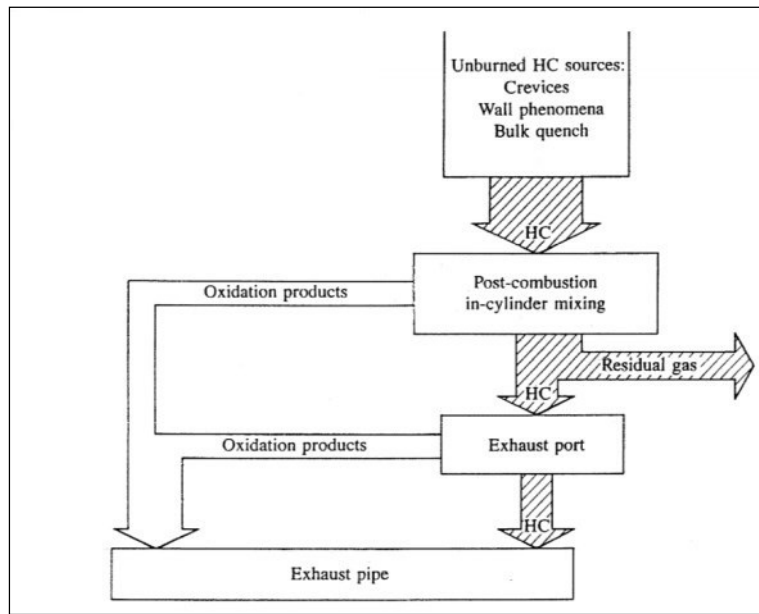 Unburned HC sources:
Crevices
Wall phenomena
Bulk quench
HC
Oxidation products
Post-combustion
in-cylinder mixing
Residual gas
HC
Oxidation products
Exhaust port
HC
Exhaust pipe